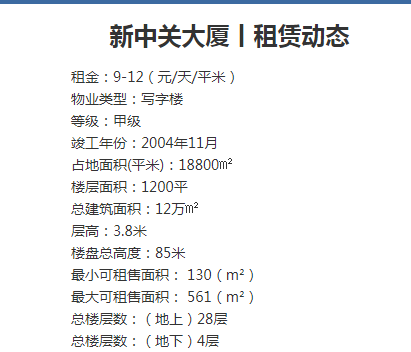 新中关大厦丨租赁动态
租金：9-12（元/天/平米）
物业类型：写字楼
等级：甲级
竣工年份：2004年11月
占地面积(平米)：18800㎡
楼层面积：1200平
总建筑面积：12万㎡
层高：3.8米
楼盘总高度：85米
最小可租售面积： 130（m²）
最大可租售面积： 561（m²）
总楼层数：（地上）28层
总楼层数：（地下）4层